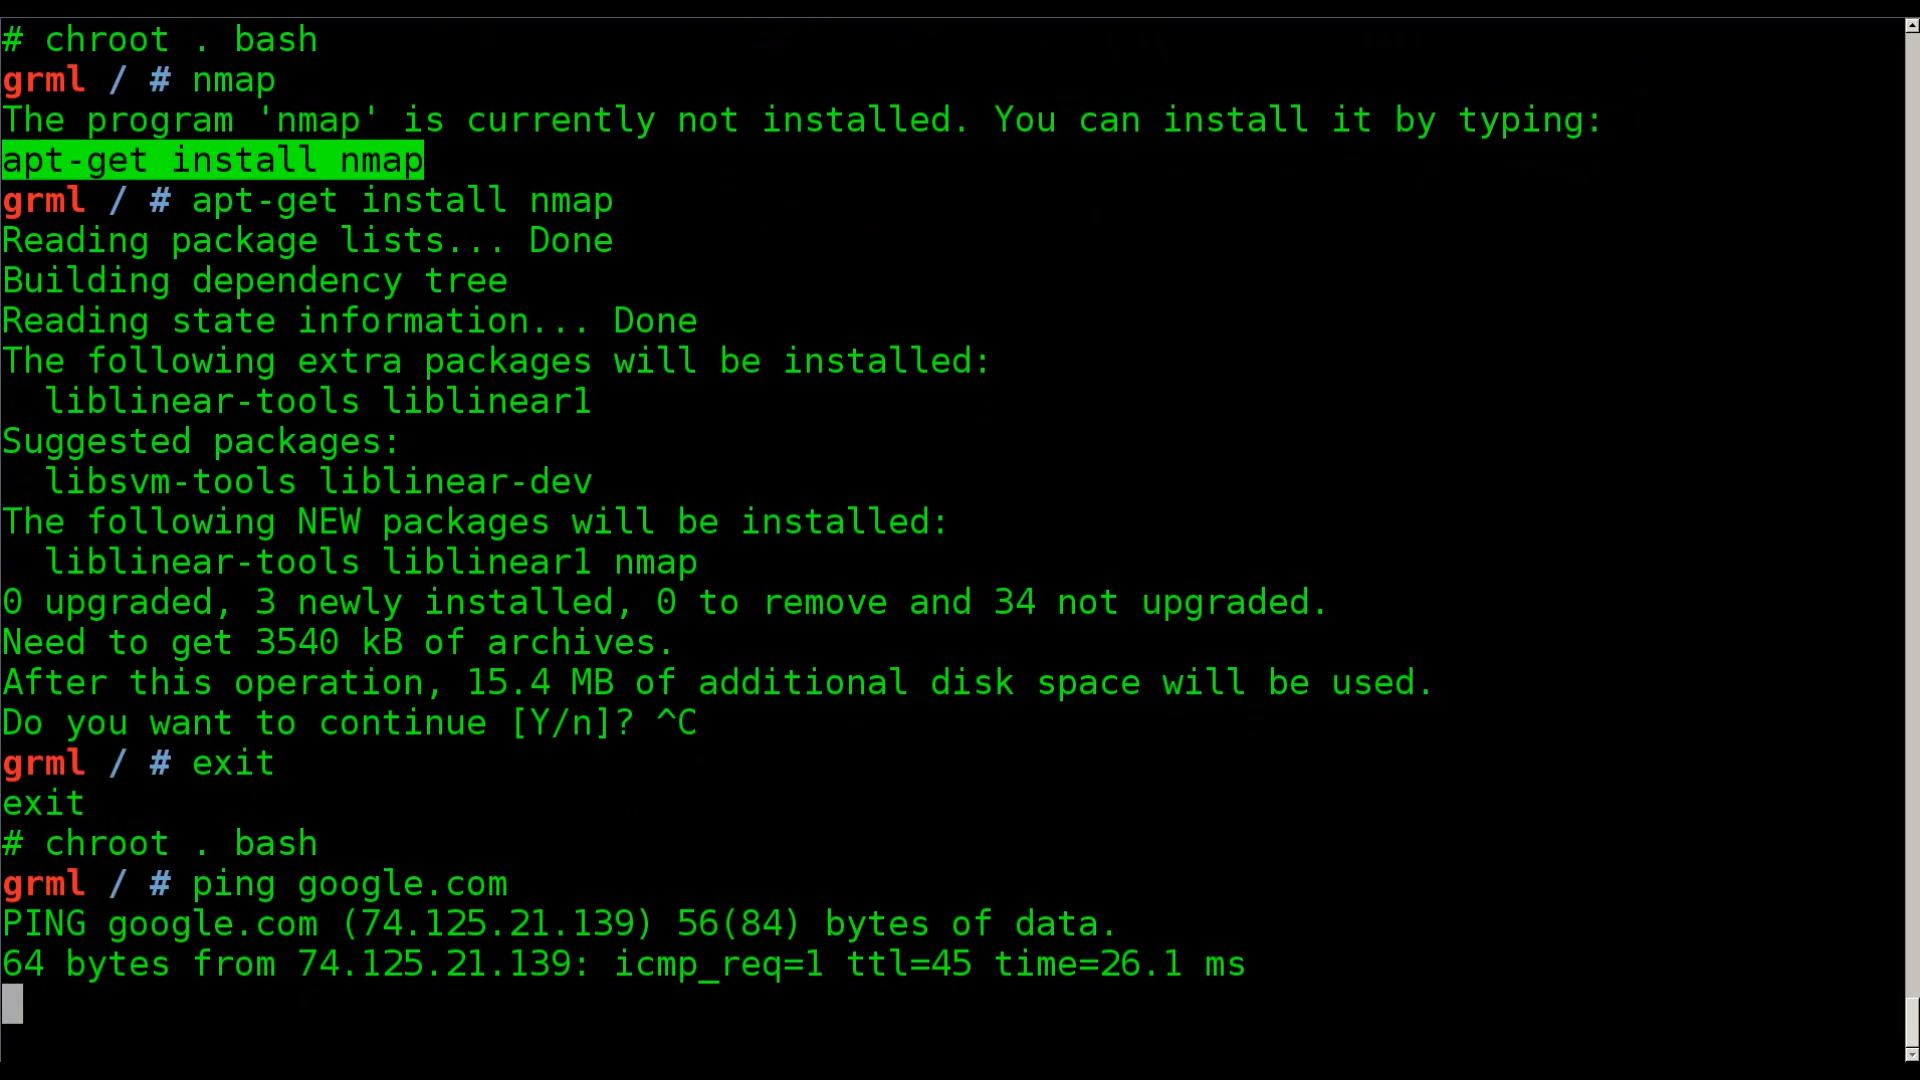 # chroot . bash
grml / # nmap
The program 'nmap' is currently not installed. You can install it by typing:
apt-get install nmap
grml / # apt-get install nmap
Reading package lists... Done
Building dependency tree
Reading state information... Done
The following extra packages will be installed:
  liblinear-tools liblinear1
Suggested packages:
  libsvm-tools liblinear-dev
The following NEW packages will be installed:
  liblinear-tools liblinear1 nmap
0 upgraded, 3 newly installed, 0 to remove and 34 not upgraded.
Need to get 3540 kB of archives.
After this operation, 15.4 MB of additional disk space will be used.
Do you want to continue [Y/n]? ^C
grml / # exit
exit
# chroot . bash
grml / # ping google.com
PING google.com (74.125.21.139) 56(84) bytes of data.
64 bytes from 74.125.21.139: icmp_req=1 ttl=45 time=26.1 ms